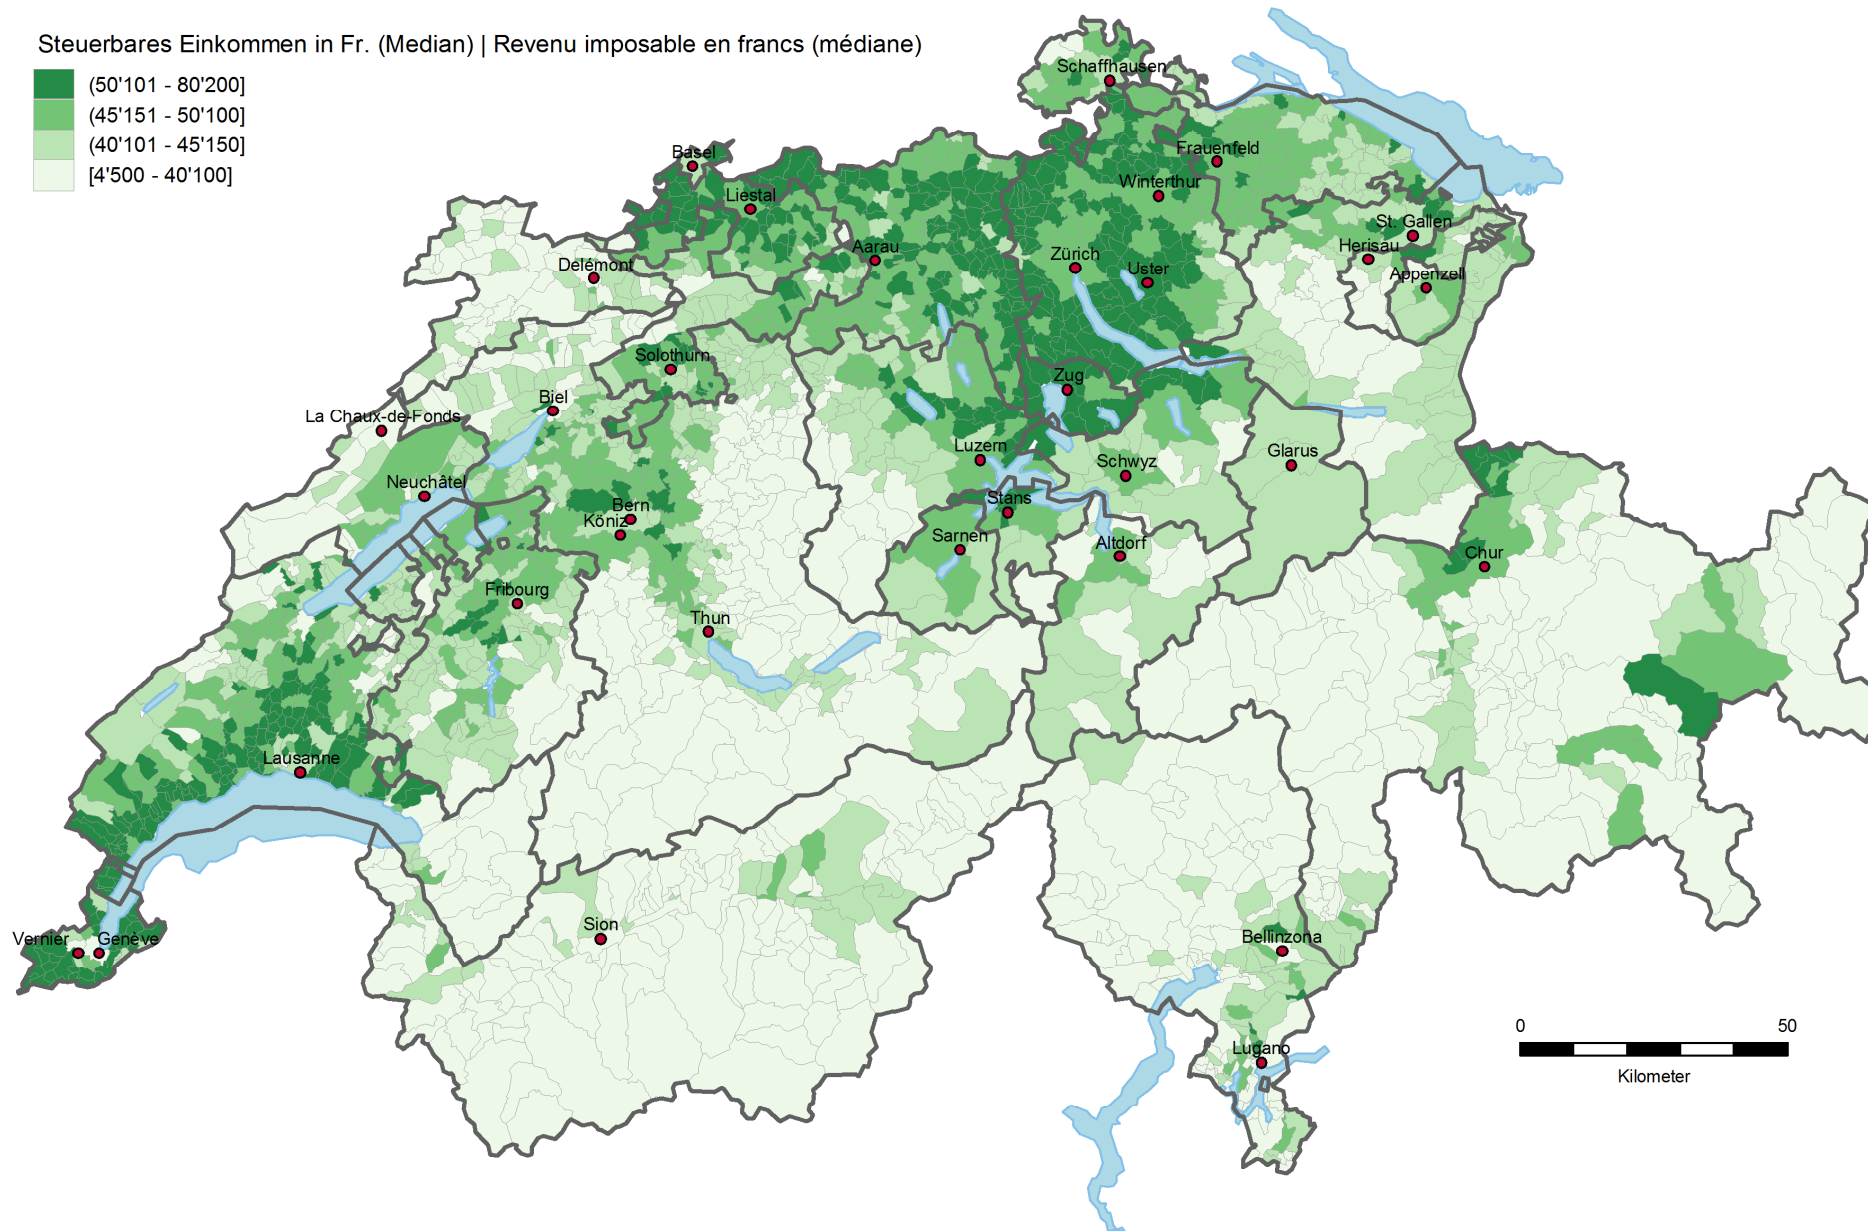 Steuerbares Einkommen in Fr. (Median) | Revenu imposable en francs (médiane)
(50'101 - 80'200]
(45'151 - 50'100]
(40'101 - 45'150]
[4'500 - 40'100]
Schaffhausen
Basel
Frauenfeld
Winterthur
Liestal
St. Gallen
Aarau
Herisau
Zürich
Delémont
Uster
Appenzell
Solothurn
Zug
Biel
La Chaux-de-Fonds
Luzern
Glarus
Schwyz
Neuchâtel
Stans
Bern
Köniz
Sarnen
Altdorf
Chur
Fribourg
Thun
Lausanne
Sion
Vernier
Genève
Bellinzona
Lugano
0 50
Kilometer